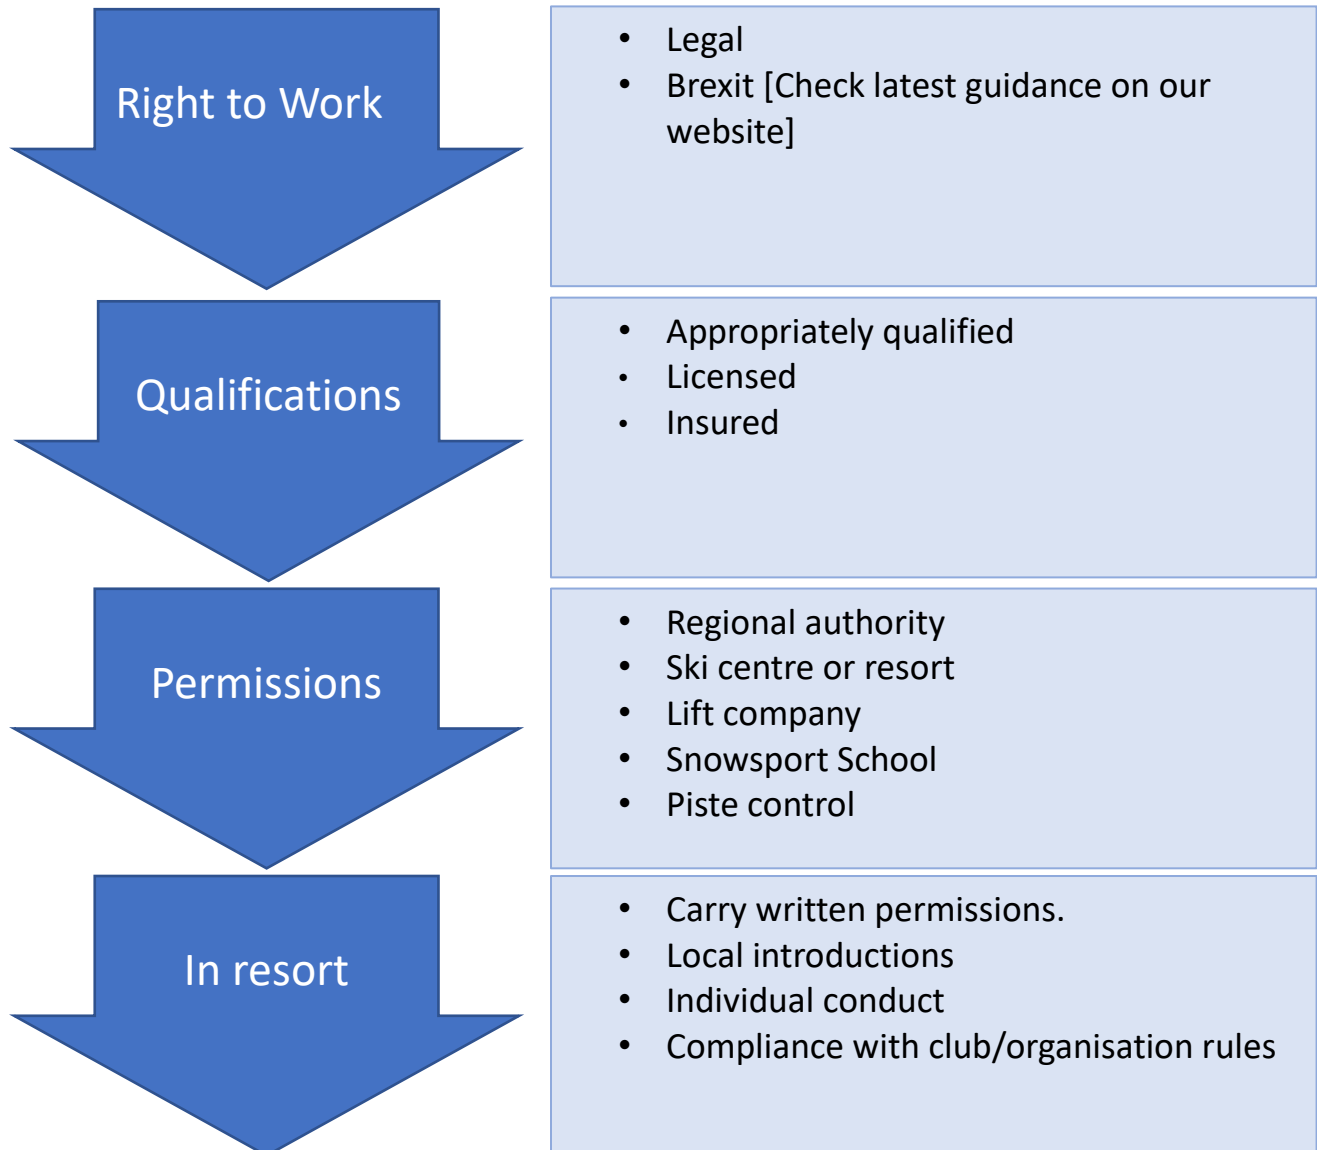 Right to Work
• Legal
• Brexit [Check latest guidance on our
website]
Qualifications
• Appropriately qualified
• Licensed
• Insured
Permissions
• Regional authority
• Ski centre or resort
• Lift company
• Snowsport School
• Piste control
In resort
• Carry written permissions.
• Local introductions
• Individual conduct
• Compliance with club/organisation rules